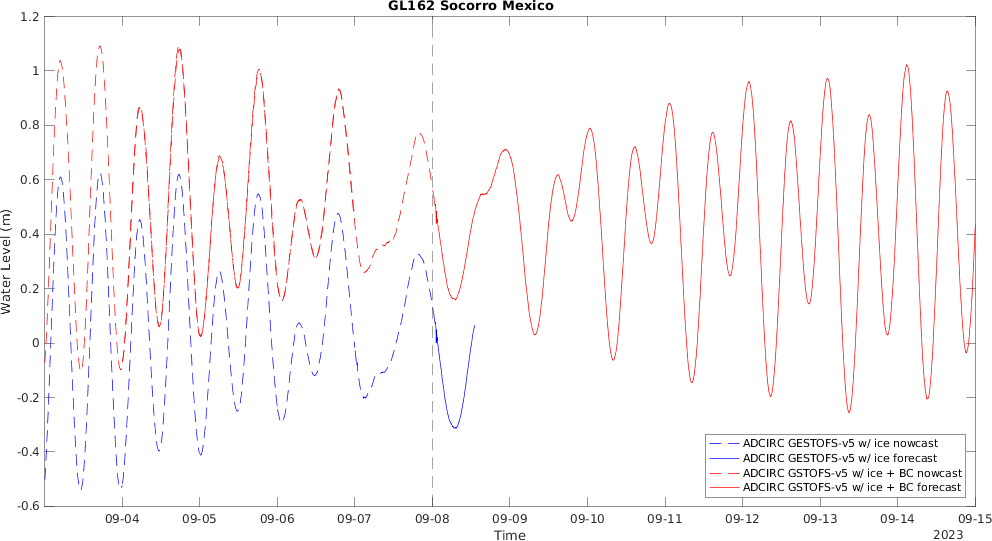 GL162 Socorro Mexico
1.2
1
0.8
0.6
0.4
0.2
0
-0.2
-0.4
-0.6
Water Level (m)
ADCIRC GESTOFS-v5 w/ ice nowcast
ADCIRC GESTOFS-v5 w/ ice forecast
ADCIRC GSTOFS-v5 w/ ice + BC nowcast
ADCIRC GSTOFS-v5 w/ ice + BC forecast
09-04 09-05 09-06 09-07 09-08 09-09 09-10 09-11 09-12 09-13 09-14 09-15
Time
2023